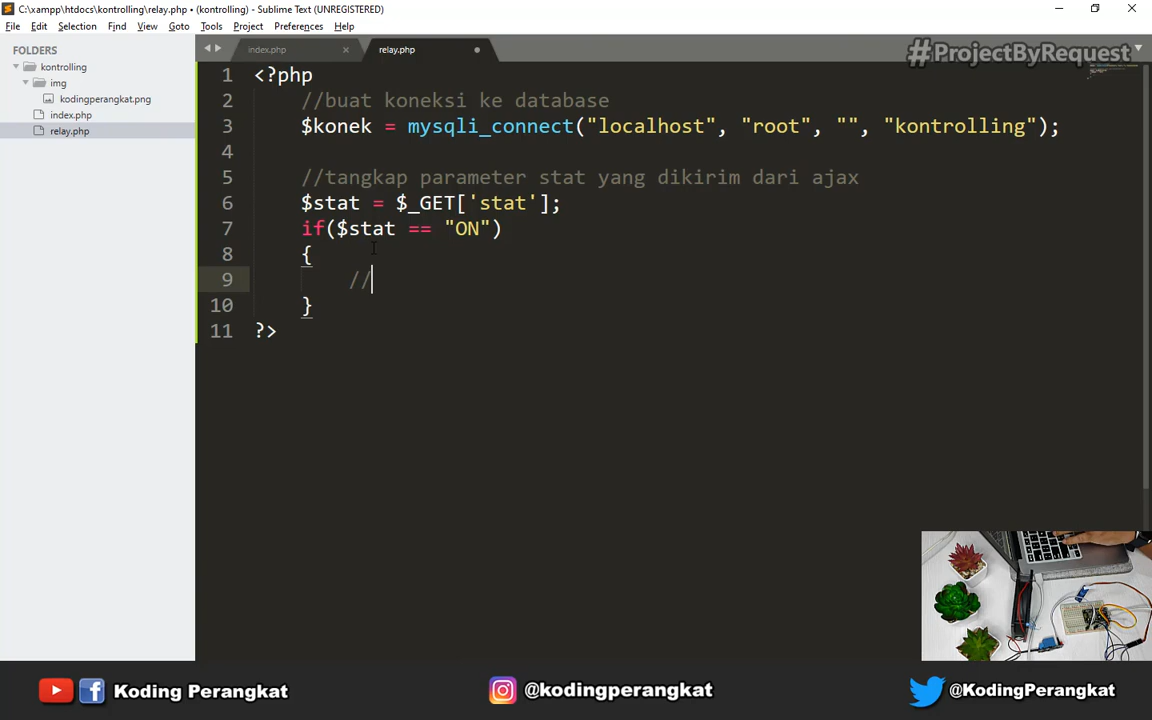 C:\xampp\htdocs\kontrolling\relay.php • (kontrolling) - Sublime Text (UNREGISTERED)
File Edit Selection Find View Goto Tools Project Preferences Help
FOLDERS
kontrolling
img
kodingperangkat.png
index.php
relay.php
index.php relay.php
#ProjectByRequest
1 <?php
2 //buat koneksi ke database
3 $konek = mysqli_connect("localhost", "root", "", "kontrolling");
4
5 //tangkap parameter stat yang dikirim dari ajax
6 $stat = $_GET['stat'];
7 if($stat == "ON")
8 {
9 //
10 }
11 ?>
Koding Perangkat @kodingperangkat @KodingPerangkat